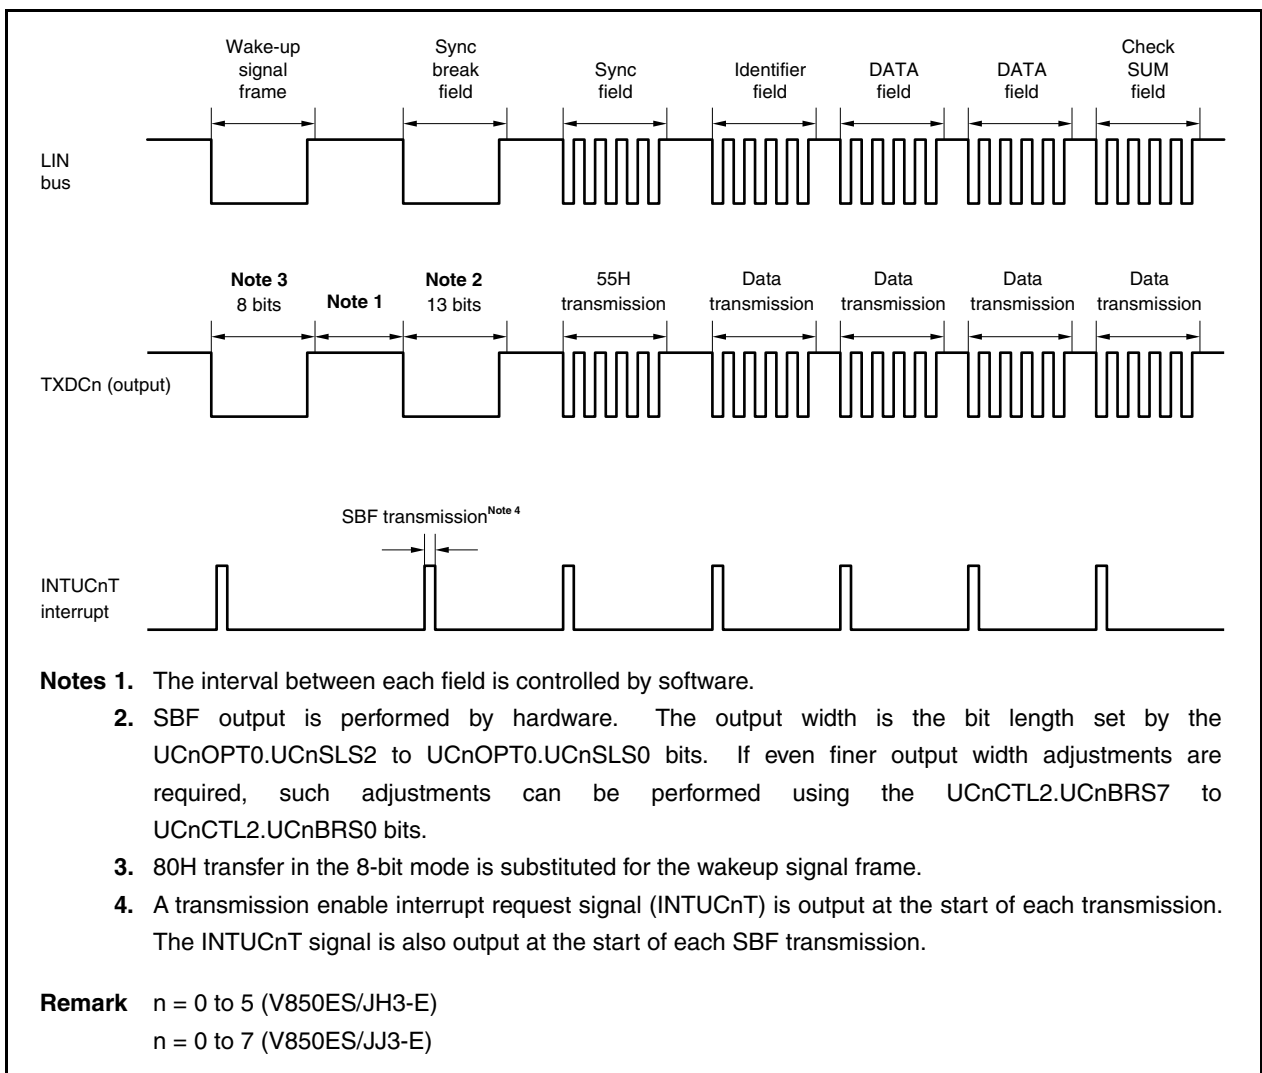 Wake-up
signal
frame
Sync
break
field
Sync
field
Identifier
field
DATA
field
DATA
field
Check
SUM
field
LIN
bus
Note 3
8 bits
Note 1
Note 2
13 bits
55H
transmission
Data
transmission
Data
transmission
Data
transmission
Data
transmission
TXDCn (output)
SBF transmission Note 4
INTUCnT
interrupt
Notes 1. The interval between each field is controlled by software.
2. SBF output is performed by hardware. The output width is the bit length set by the
UCnOPT0.UCnSLS2 to UCnOPT0.UCnSLS0 bits. If even finer output width adjustments are
required, such adjustments can be performed using the UCnCTL2.UCnBRS7 to
UCnCTL2.UCnBRS0 bits.
3. 80H transfer in the 8-bit mode is substituted for the wakeup signal frame.
4. A transmission enable interrupt request signal (INTUCnT) is output at the start of each transmission.
The INTUCnT signal is also output at the start of each SBF transmission.
Remark n = 0 to 5 (V850ES/JH3-E)
n = 0 to 7 (V850ES/JJ3-E)